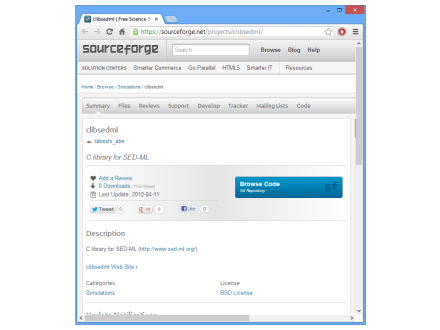 clibsedml | Free Science &
https://sourceforge.net/projects/clibsedml/
sourceforge
Search
Browse Blog Help
SOLUTION CENTERS Smarter Commerce Go Parallel HTML5 Smarter IT Resources
Home / Browse / Simulations / clibsedml
Summary Files Reviews Support Develop Tracker Mailing Lists Code
clibsedml
takeshi_abe
C library for SED-ML
Add a Review
0 Downloads (This Week)
Last Update: 2012-04-11
Browse Code
Git Repository
sf
Tweet 0 +1 0 Like 0
Description
C library for SED-ML (http://www.sed-ml.org/)
clibsedml Web Site ›
Categories License
Simulations BSD License
Update Notifications